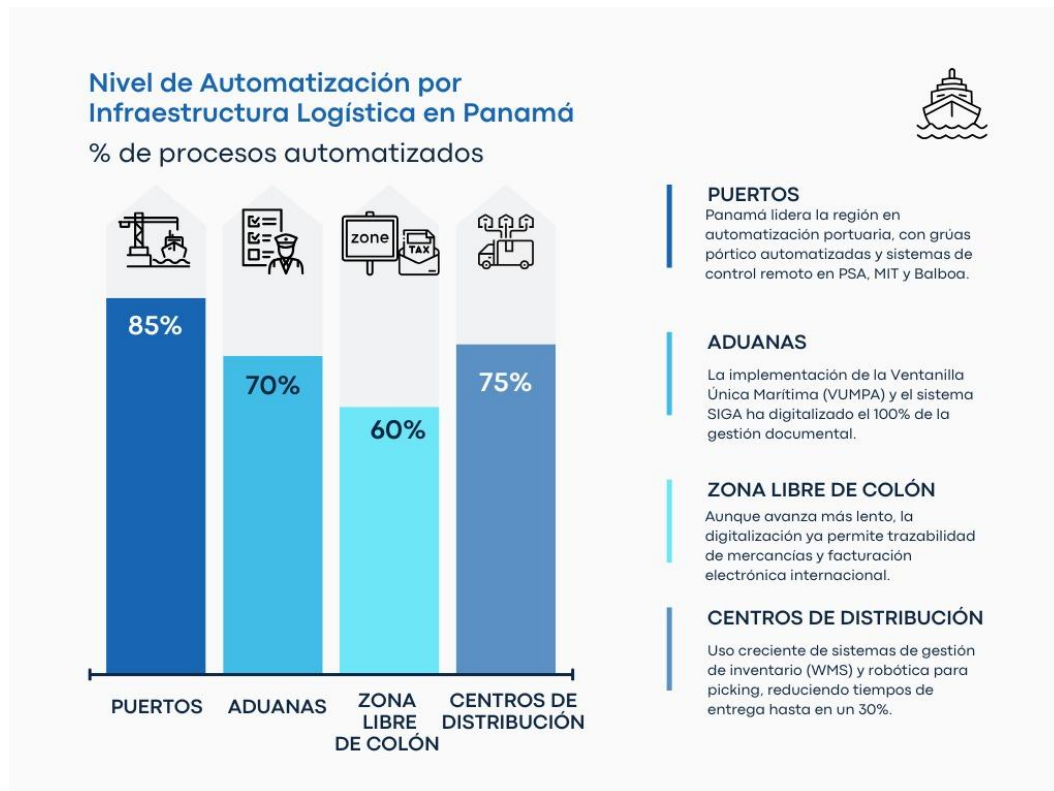 Nivel de Automatización por
Infraestructura Logística en Panamá
% de procesos automatizados
zone
TAX
85%
70%
60%
75%
PUERTOS
ADUANAS
ZONA
LIBRE
DE COLÓN
CENTROS DE
DISTRIBUCIÓN
PUERTOS
Panamá lidera la región en
automatización portuaria, con grúas
pórtico automatizadas y sistemas de
control remoto en PSA, MIT y Balboa.
ADUANAS
La implementación de la Ventanilla
Única Marítima (VUMPA) y el sistema
SIGA ha digitalizado el 100% de la
gestión documental.
ZONA LIBRE DE COLÓN
Aunque avanza más lento, la
digitalización ya permite trazabilidad
de mercancías y facturación
electrónica internacional.
CENTROS DE DISTRIBUCIÓN
Uso creciente de sistemas de gestión
de inventario (WMS) y robótica para
picking, reduciendo tiempos de
entrega hasta en un 30%.